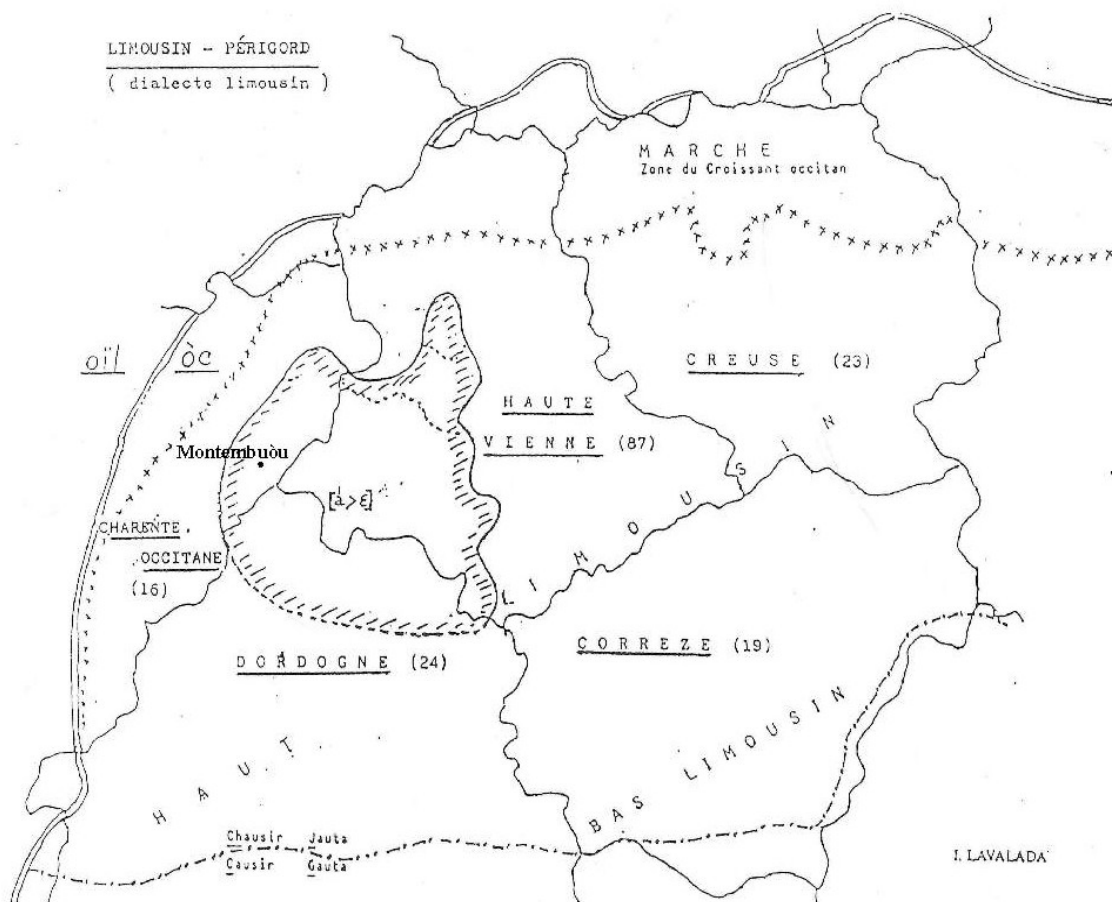 LIMOUSIN - PÉRIGORD
( dialecte limousin )
MARCHE
Zone du Croissant occitan
oïl òc
CREUSE (23)
HAUTE
VIENNE (87)
Montembuòu
[á>ɛ]
CHARENTE
OCCITANE
(16)
LIMOUSIN
DORDOGNE (24)
CORREZE (19)
HAUT
BAS LIMOUSIN
Chausir Jauta
Causir Gauta
I. LAVALADA